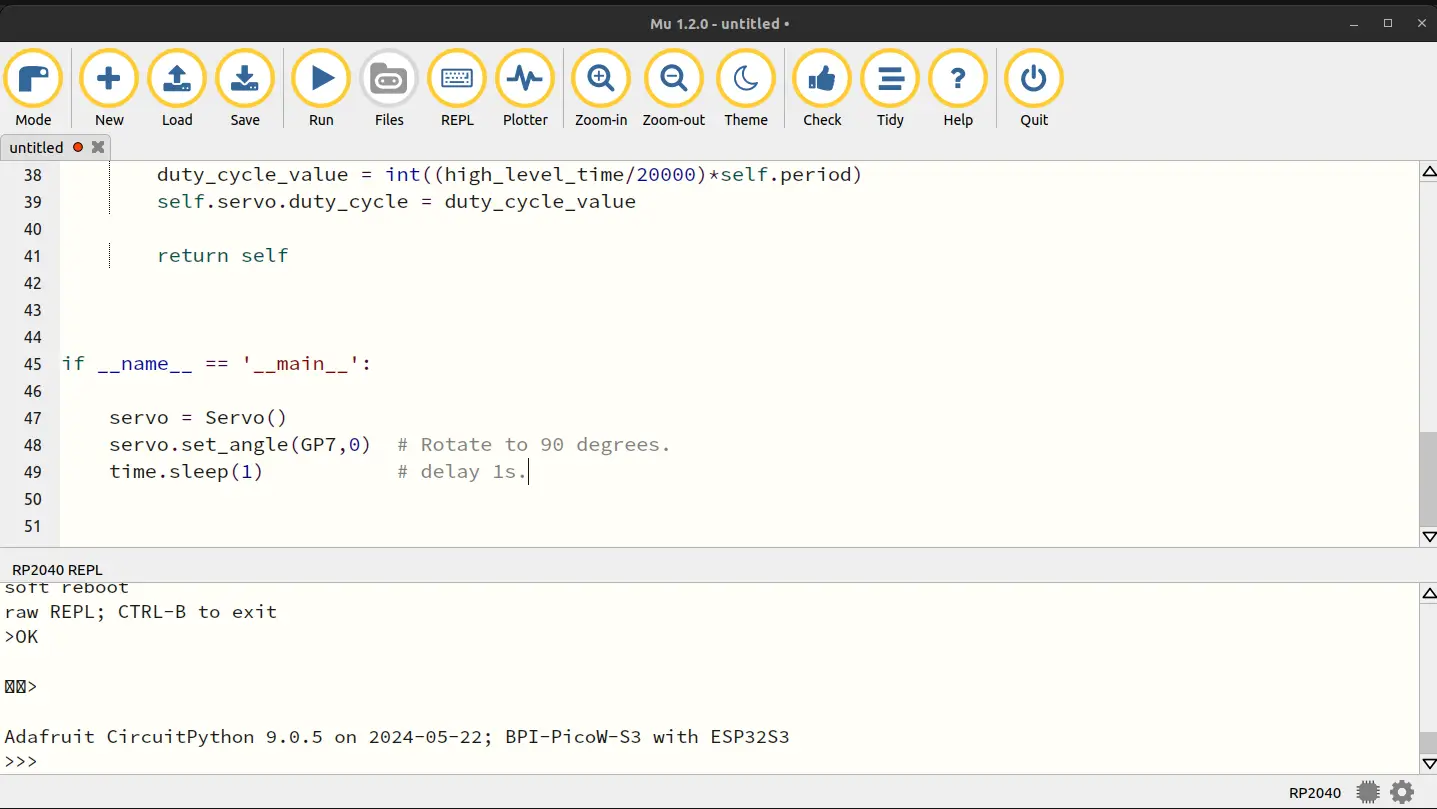 Mu 1.2.0 - untitled •
Mode New Load Save Run Files REPL Plotter Zoom-in Zoom-out Theme Check Tidy Help Quit
untitled
38 duty_cycle_value = int((high_level_time/20000)*self.period)
39 self.servo.duty_cycle = duty_cycle_value
40
41 return self
42
43
44
45 if __name__ == '__main__':
46
47 servo = Servo()
48 servo.set_angle(GP7,0) # Rotate to 90 degrees.
49 time.sleep(1) # delay 1s.
50
51
RP2040 REPL
soft reboot
raw REPL; CTRL-B to exit
>OK
>
Adafruit CircuitPython 9.0.5 on 2024-05-22; BPI-PicoW-S3 with ESP32S3
>>>
RP2040